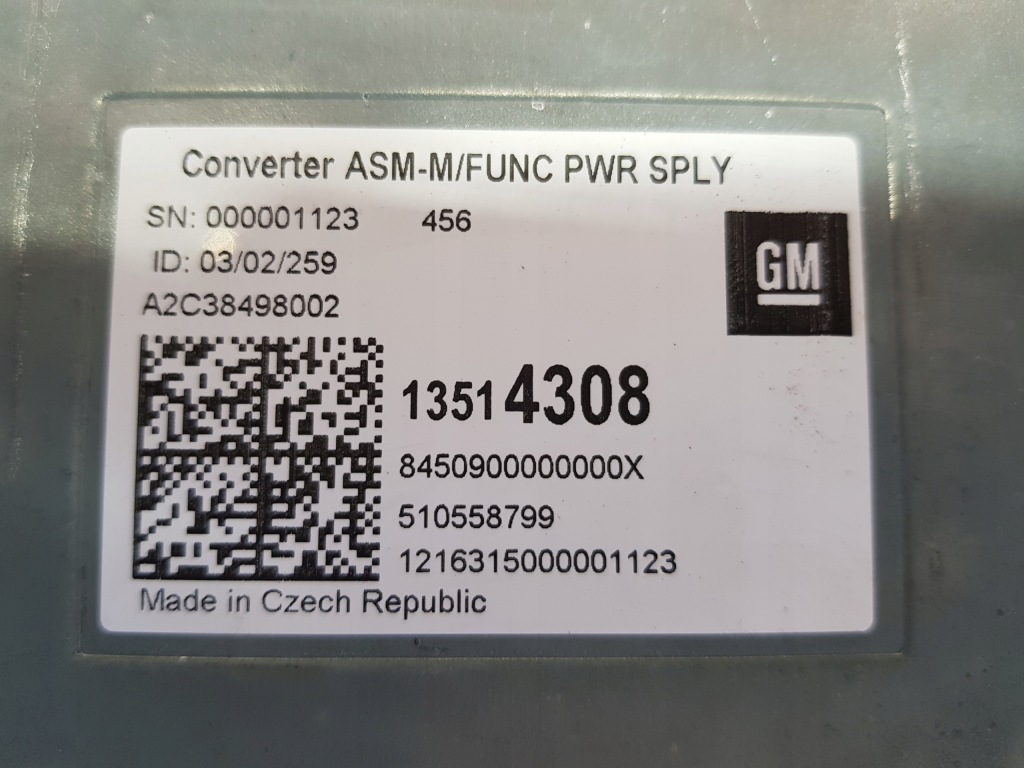 Converter ASM-M/FUNC PWR SPLY
SN: 000001123 456
ID: 03/02/259
A2C38498002
GM
13514308
8450900000000X
510558799
1216315000001123
Made in Czech Republic